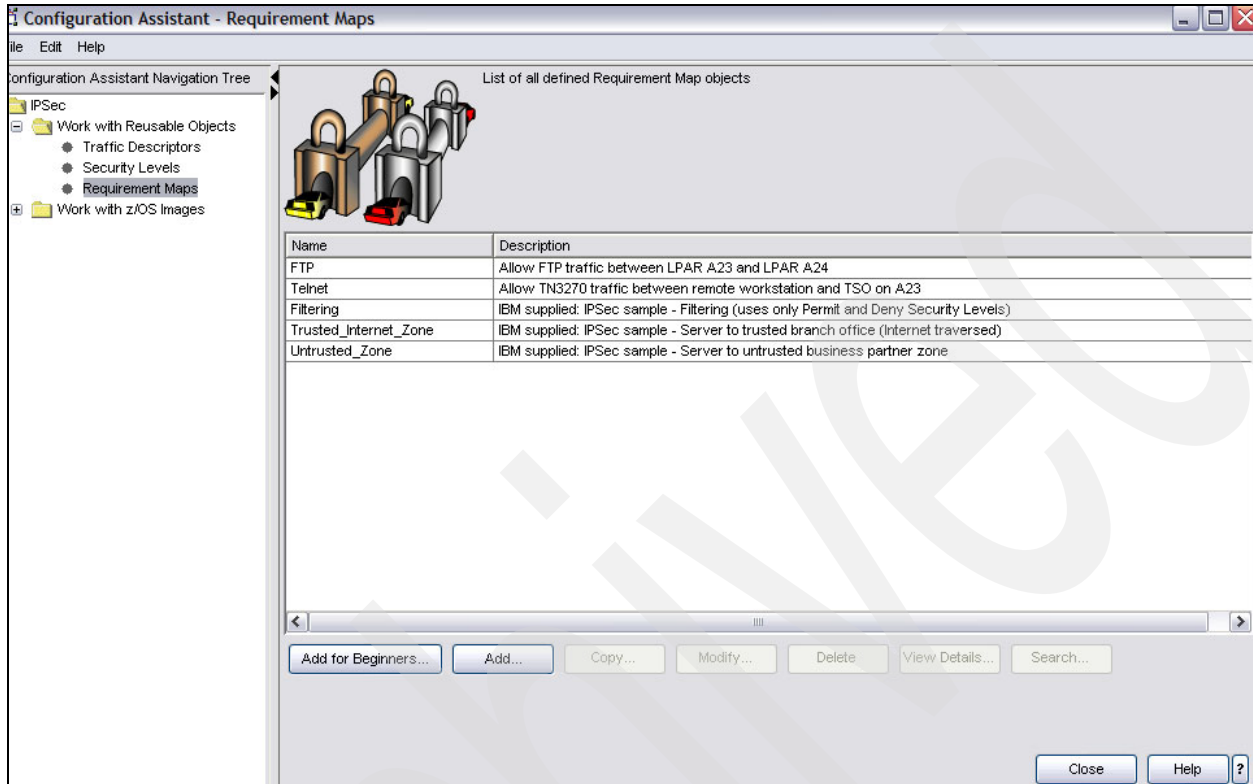 Configuration Assistant - Requirement Maps
ile Edit Help
Configuration Assistant Navigation Tree
IPSec
Work with Reusable Objects
Traffic Descriptors
Security Levels
Requirement Maps
Work with z/OS Images
List of all defined Requirement Map objects
Name Description
FTP Allow FTP traffic between LPAR A23 and LPAR A24
Telnet Allow TN3270 traffic between remote workstation and TSO on A23
Filtering IBM supplied: IPSec sample - Filtering (uses only Permit and Deny Security Levels)
Trusted_Internet_Zone IBM supplied: IPSec sample - Server to trusted branch office (Internet traversed)
Untrusted_Zone IBM supplied: IPSec sample - Server to untrusted business partner zone
Add for Beginners... Add... Copy... Modify... Delete View Details... Search...
Close Help ?